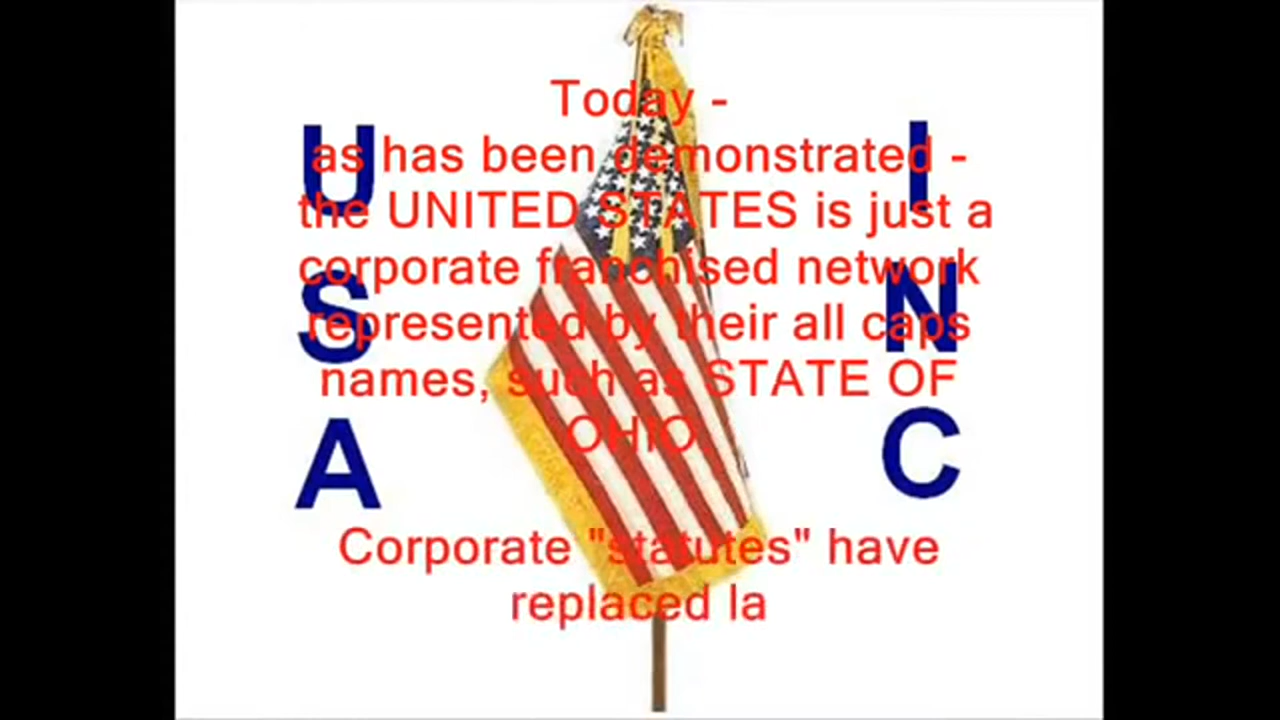 Today -
as has been demonstrated -
the UNITED STATES is just a
corporate franchised network
represented by their all caps
names, such as STATE OF
OHIO
Corporate "statutes" have
replaced la
U
S
A
I
N
C